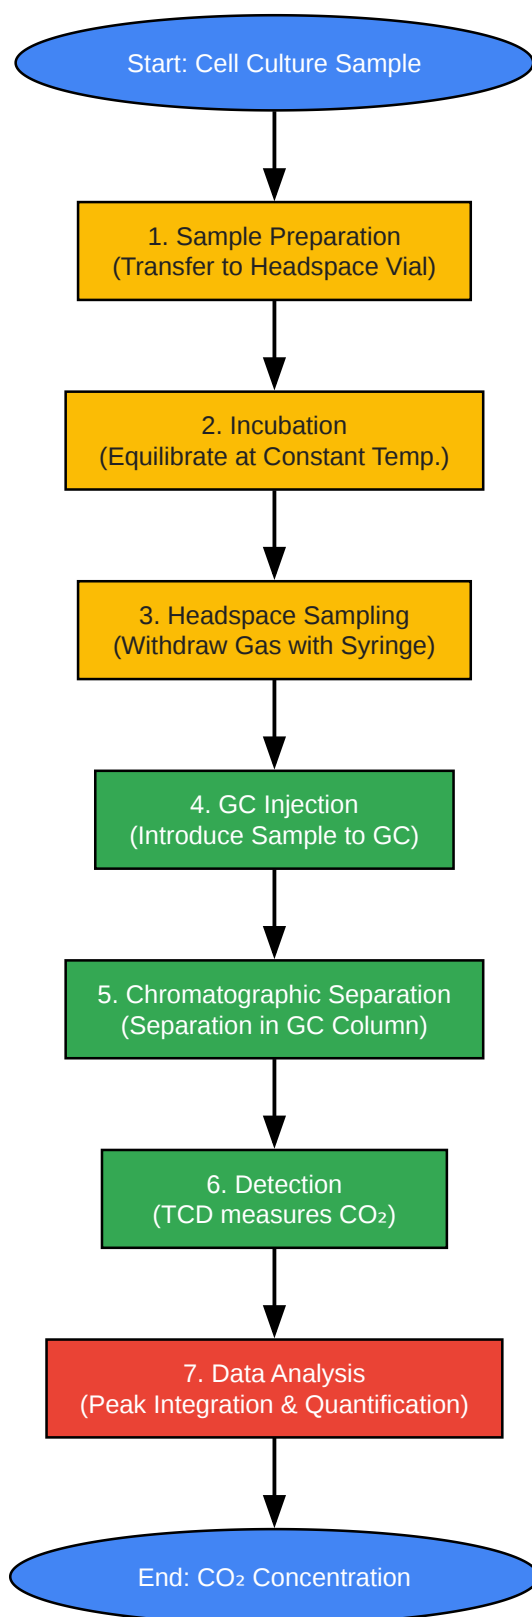 Start: Cell Culture Sample
1. Sample Preparation
(Transfer to Headspace Vial)
2. Incubation
(Equilibrate at Constant Temp.)
3. Headspace Sampling
(Withdraw Gas with Syringe)
4. GC Injection
(Introduce Sample to GC)
5. Chromatographic Separation
(Separation in GC Column)
6. Detection
(TCD measures CO₂)
7. Data Analysis
(Peak Integration & Quantification)
End: CO₂ Concentration